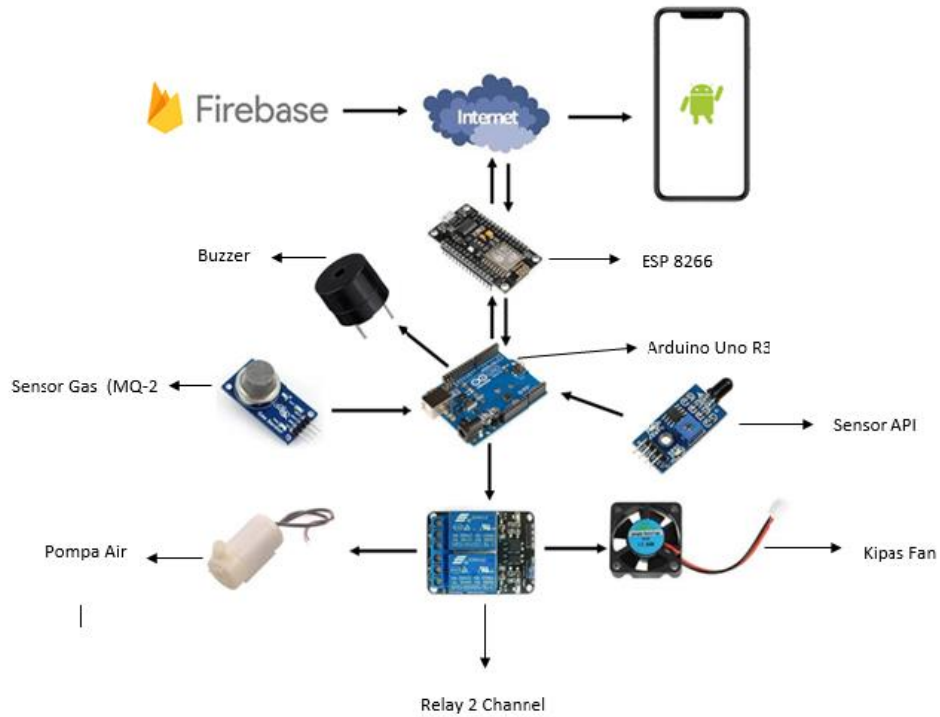 Firebase
Internet
Buzzer
ESP 8266
Arduino Uno R3
Sensor Gas (MQ-2
Sensor API
Pompa Air
Kipas Fan
Relay 2 Channel